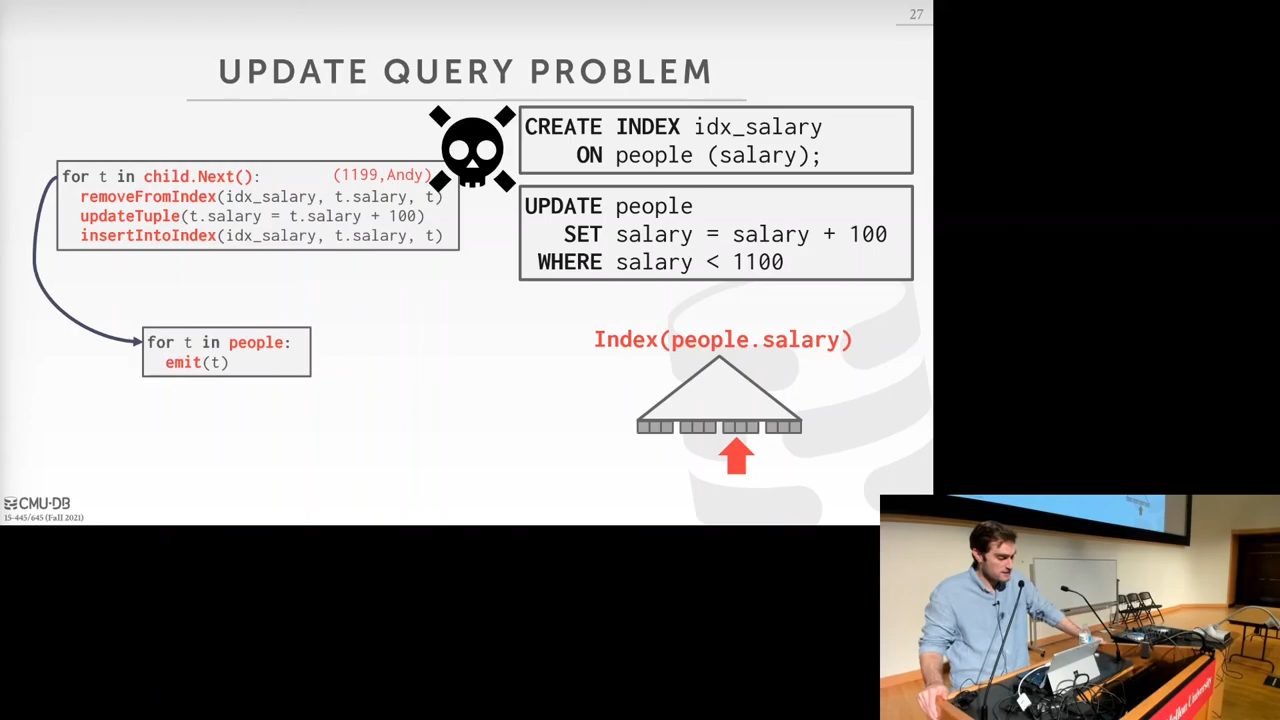 27
UPDATE QUERY PROBLEM
CREATE INDEX idx_salary
ON people (salary);
for t in child.Next(): (1199,Andy)
removeFromIndex(idx_salary, t.salary, t)
updateTuple(t.salary = t.salary + 100)
insertIntoIndex(idx_salary, t.salary, t)
UPDATE people
SET salary = salary + 100
WHERE salary < 1100
for t in people:
emit(t)
Index(people.salary)
CMU·DB
15-445/645 (Fall 2021)
Mellon University